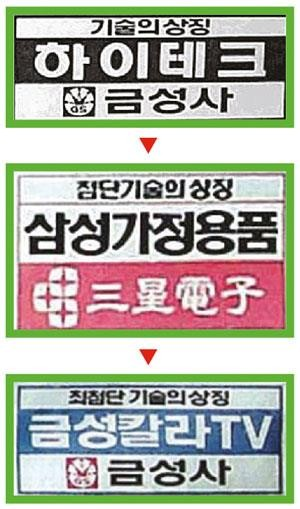 기술의 상징
하이테크
GS 금성사
첨단기술의 상징
삼성가정용품
三星電子
최첨단 기술의 상징
금성칼라TV
금성사